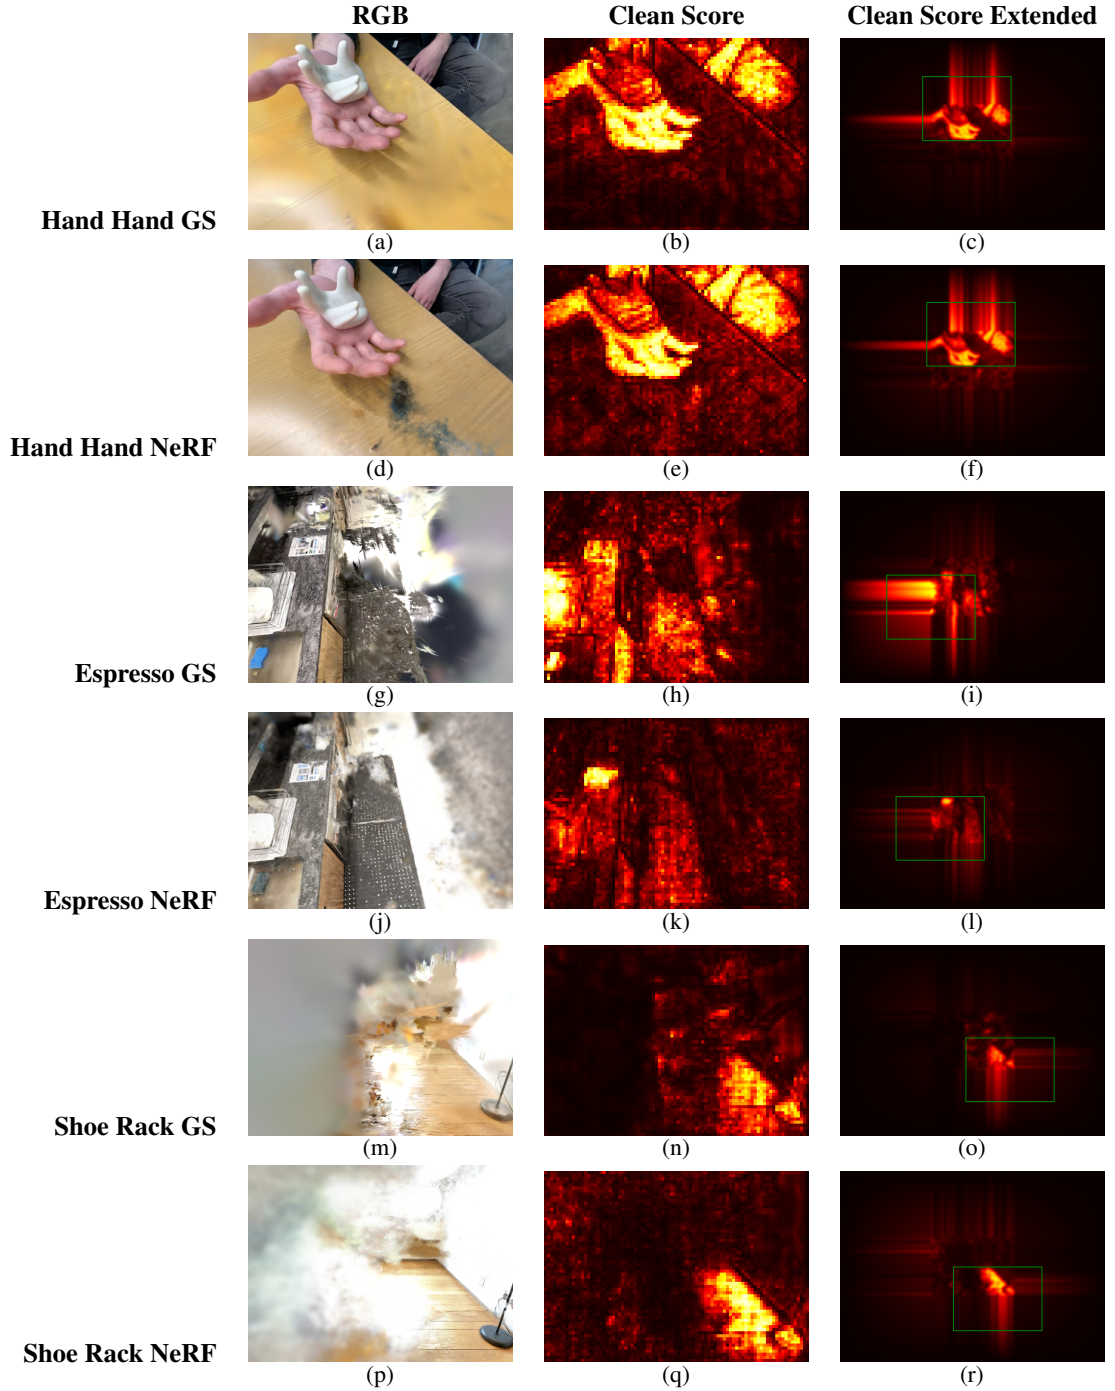 RGB Clean Score Clean Score Extended
Hand Hand GS
(a) (b) (c)
Hand Hand NeRF
(d) (e) (f)
Espresso GS
(g) (h) (i)
Espresso NeRF
(j) (k) (l)
Shoe Rack GS
(m) (n) (o)
Shoe Rack NeRF
(p) (q) (r)